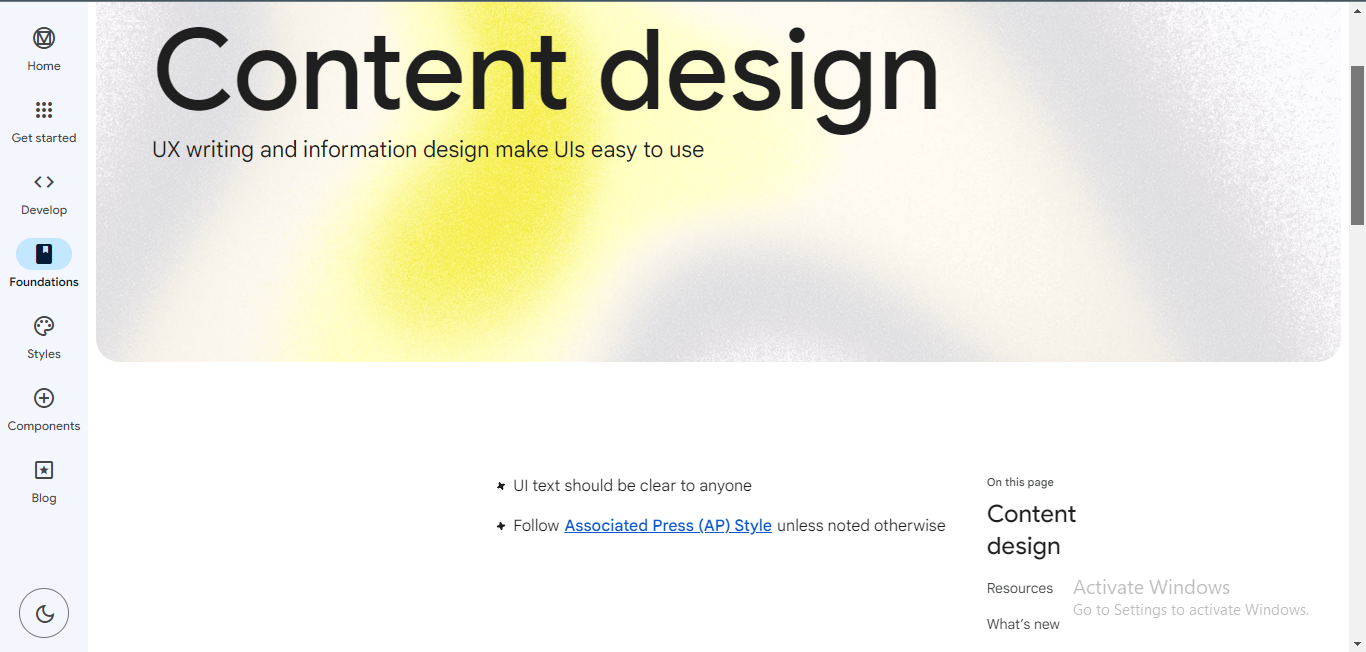 Home
Get started
Develop
Foundations
Styles
Components
Blog
Content design
UX writing and information design make UIs easy to use
UI text should be clear to anyone
Follow Associated Press (AP) Style unless noted otherwise
On this page
Content
design
Resources
What’s new
Activate Windows
Go to Settings to activate Windows.